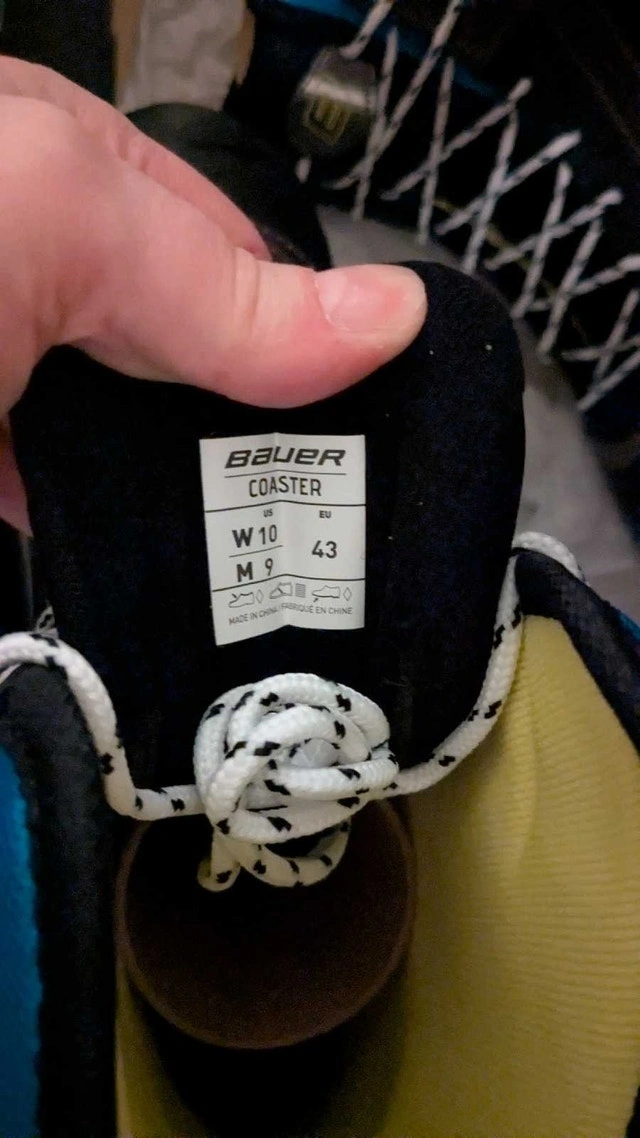 BAUER
COASTER
US EU
W 10
43
M 9
MADE IN CHINA / FABRIQUÉ EN CHINE